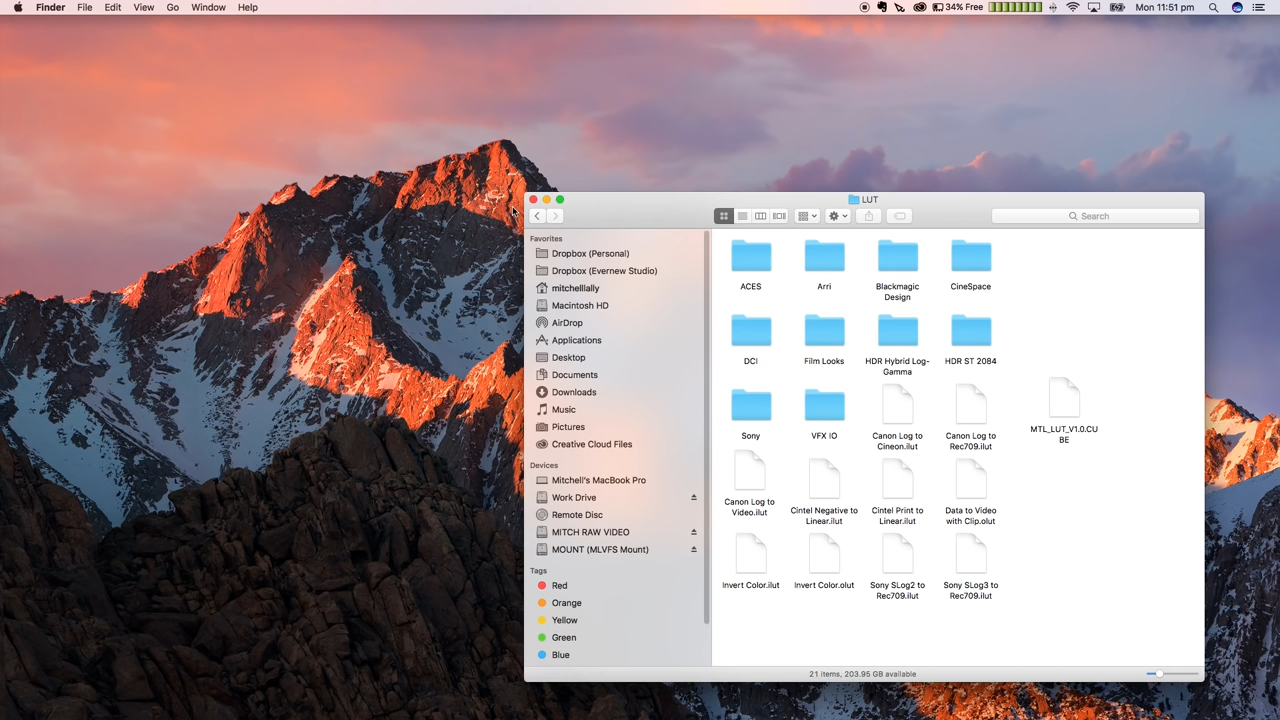 Finder File Edit View Go Window Help 34% Free Mon 11:51 pm
LUT
Search
Favorites
Dropbox (Personal)
Dropbox (Evernew Studio)
mitchelllally
Macintosh HD
AirDrop
Applications
Desktop
Documents
Downloads
Music
Pictures
Creative Cloud Files
Devices
Mitchell's MacBook Pro
Work Drive
Remote Disc
MITCH RAW VIDEO
MOUNT (MLVFS Mount)
Tags
Red
Orange
Yellow
Green
Blue
ACES
Arri
Blackmagic
Design
CineSpace
DCI
Film Looks
HDR Hybrid Log-
Gamma
HDR ST 2084
Sony
VFX IO
Canon Log to
Cineon.ilut
Canon Log to
Rec709.ilut
MTL_LUT_V1.0.CU
BE
Canon Log to
Video.ilut
Cintel Negative to
Linear.ilut
Cintel Print to
Linear.ilut
Data to Video
with Clip.olut
Invert Color.ilut
Invert Color.olut
Sony SLog2 to
Rec709.ilut
Sony SLog3 to
Rec709.ilut
21 items, 203.95 GB available